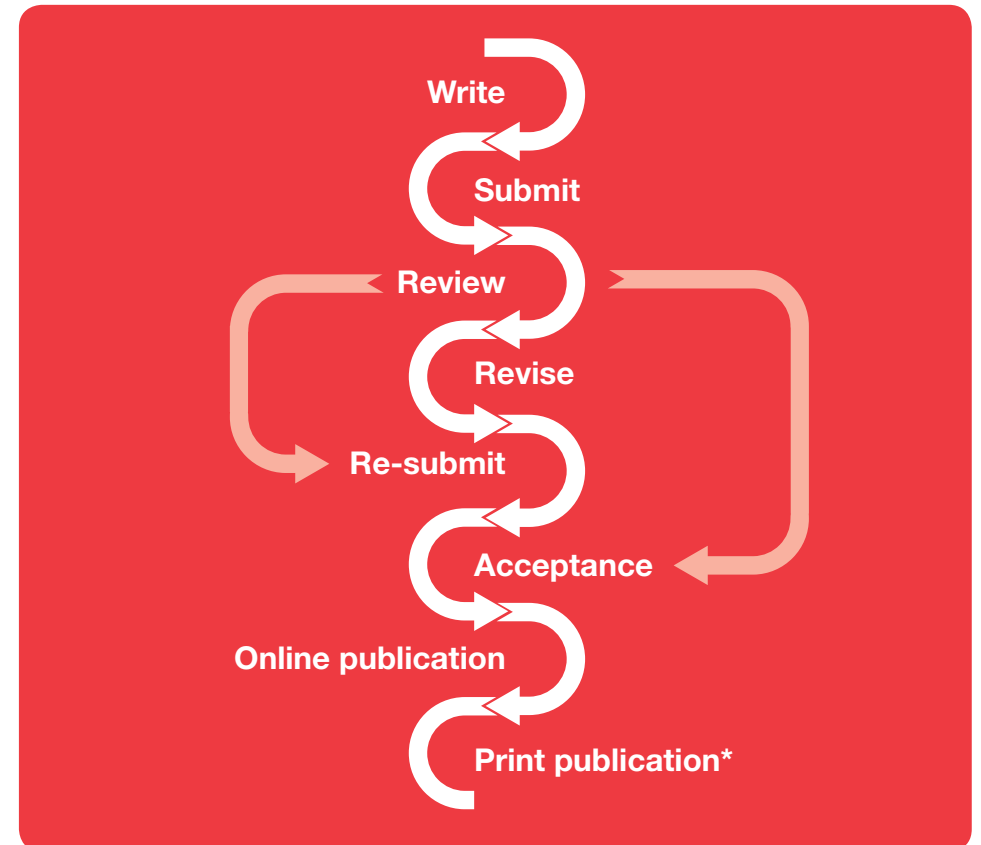 Write
Submit
Review
Revise
Re-submit
Acceptance
Online publication
Print publication*